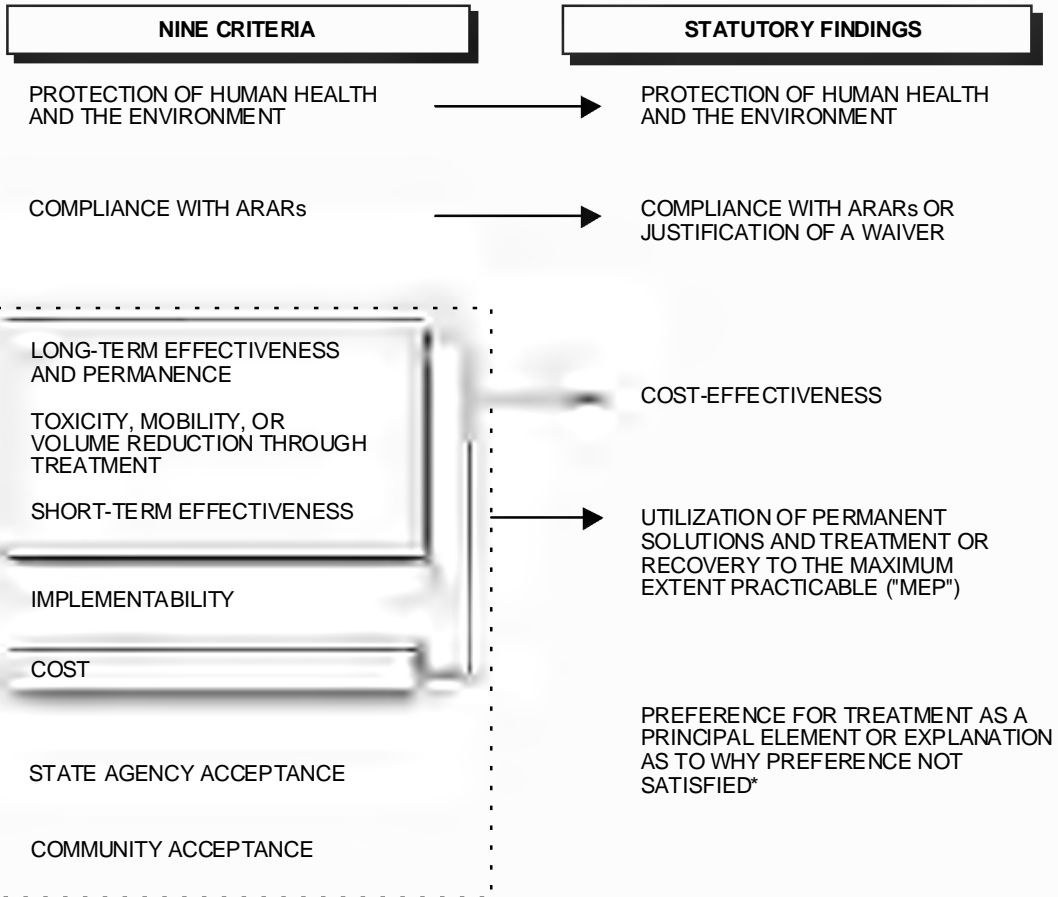 NINE CRITERIA
PROTECTION OF HUMAN HEALTH
AND THE ENVIRONMENT
COMPLIANCE WITH ARARs
LONG-TERM EFFECTIVENESS
AND PERMANENCE
TOXICITY, MOBILITY, OR
VOLUME REDUCTION THROUGH
TREATMENT
SHORT-TERM EFFECTIVENESS
IMPLEMENTABILITY
COST
STATE AGENCY ACCEPTANCE
COMMUNITY ACCEPTANCE
STATUTORY FINDINGS
PROTECTION OF HUMAN HEALTH
AND THE ENVIRONMENT
COMPLIANCE WITH ARARs OR
JUSTIFICATION OF A WAIVER
COST-EFFECTIVENESS
UTILIZATION OF PERMANENT
SOLUTIONS AND TREATMENT OR
RECOVERY TO THE MAXIMUM
EXTENT PRACTICABLE ("MEP")
PREFERENCE FOR TREATMENT AS A
PRINCIPAL ELEMENT OR EXPLANATION
AS TO WHY PREFERENCE NOT
SATISFIED*